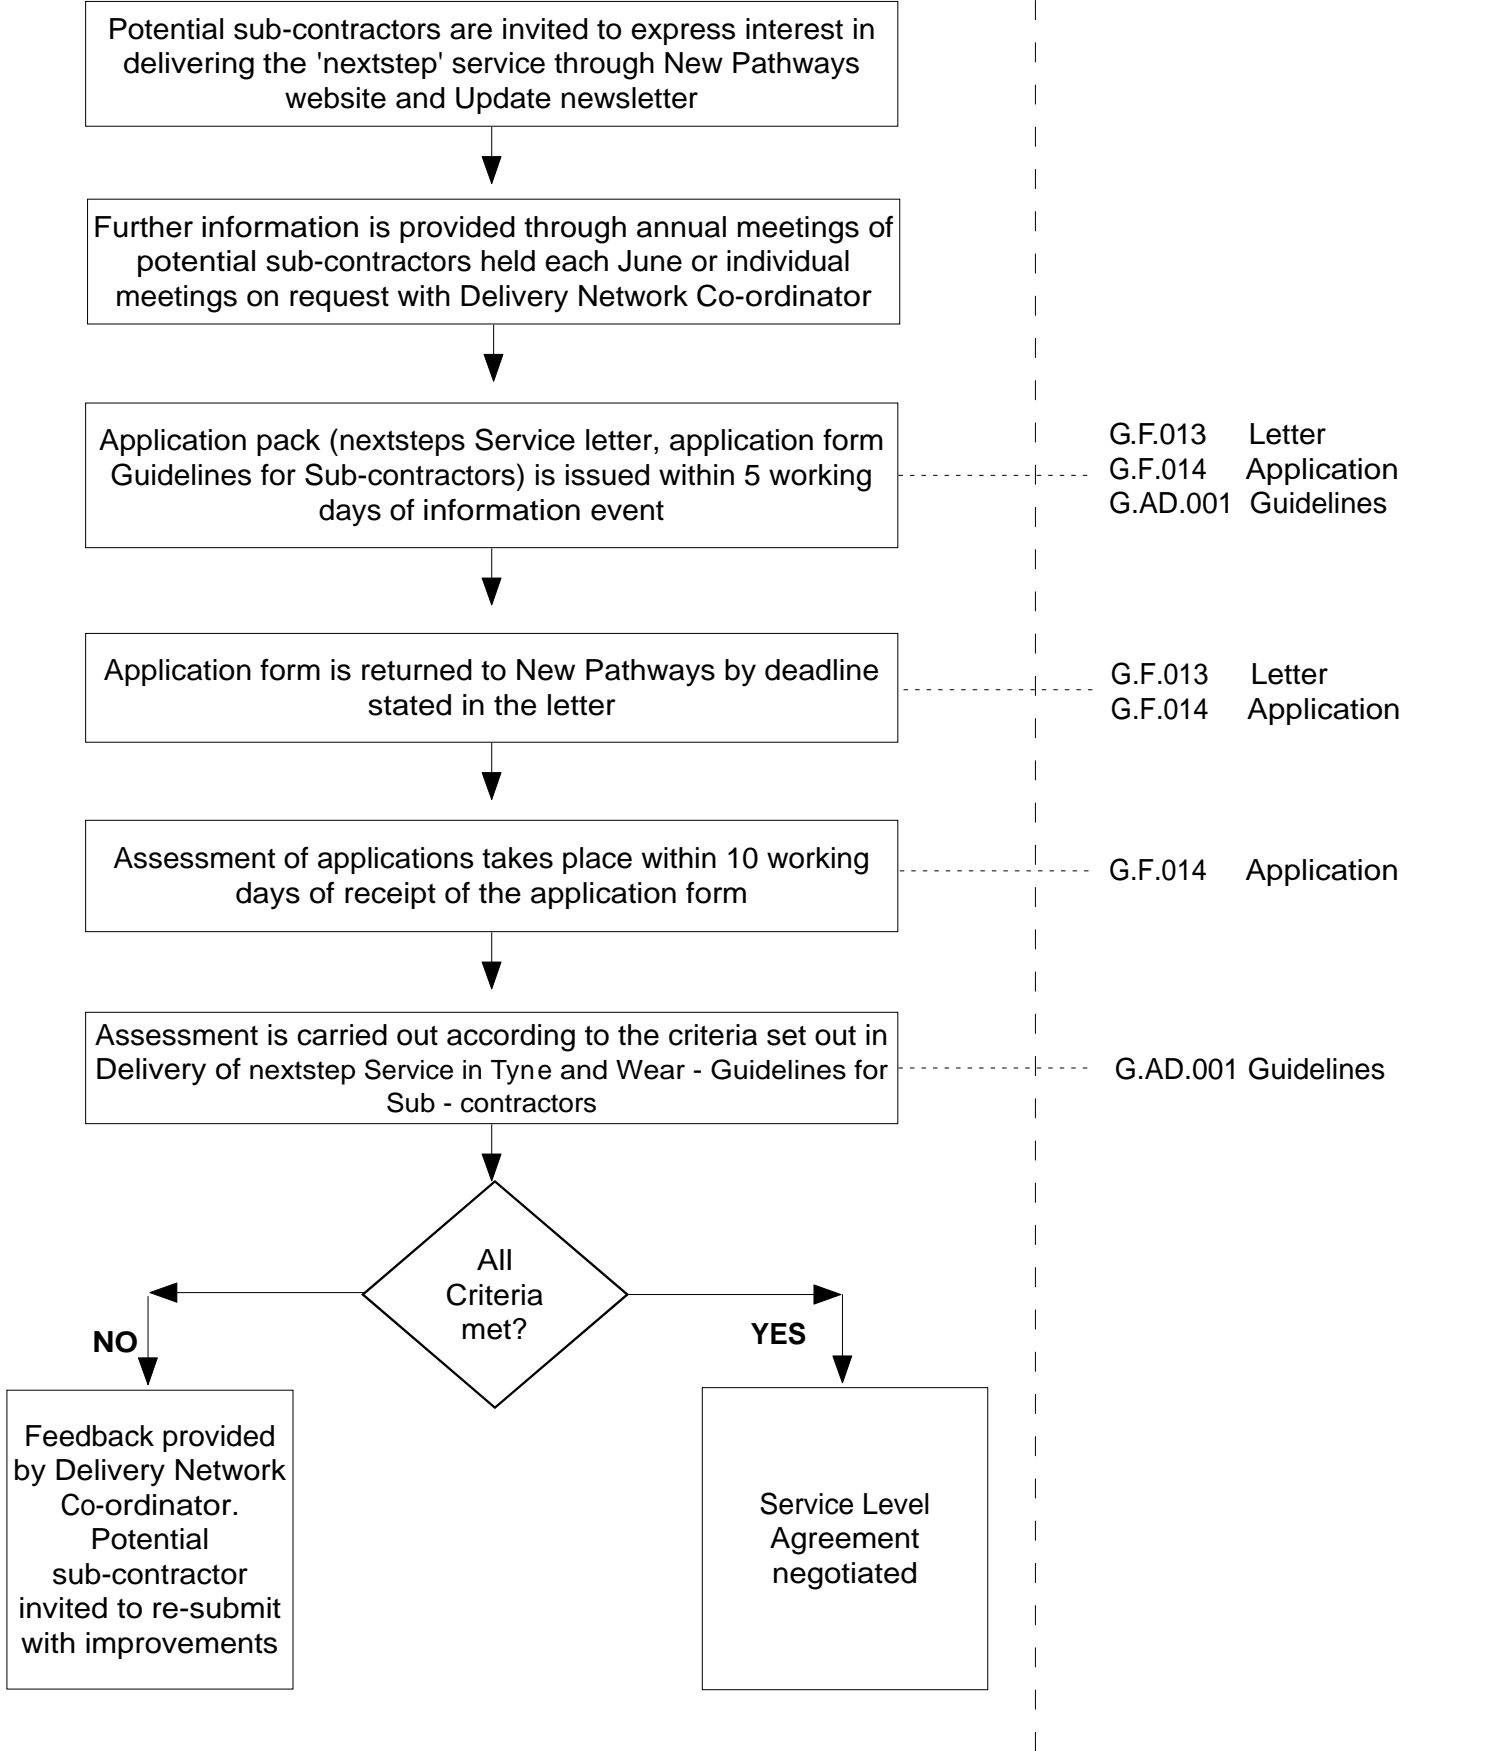 Potential sub-contractors are invited to express interest in
delivering the 'nextstep' service through New Pathways
website and Update newsletter
Further information is provided through annual meetings of
potential sub-contractors held each June or individual
meetings on request with Delivery Network Co-ordinator
Application pack (nextsteps Service letter, application form
Guidelines for Sub-contractors) is issued within 5 working
days of information event
G.F.013 Letter
G.F.014 Application
G.AD.001 Guidelines
Application form is returned to New Pathways by deadline
stated in the letter
G.F.013 Letter
G.F.014 Application
Assessment of applications takes place within 10 working
days of receipt of the application form
G.F.014 Application
Assessment is carried out according to the criteria set out in
Delivery of nextstep Service in Tyne and Wear - Guidelines for
Sub - contractors
G.AD.001 Guidelines
All
Criteria
met?
NO
YES
Feedback provided
by Delivery Network
Co-ordinator.
Potential
sub-contractor
invited to re-submit
with improvements
Service Level
Agreement
negotiated